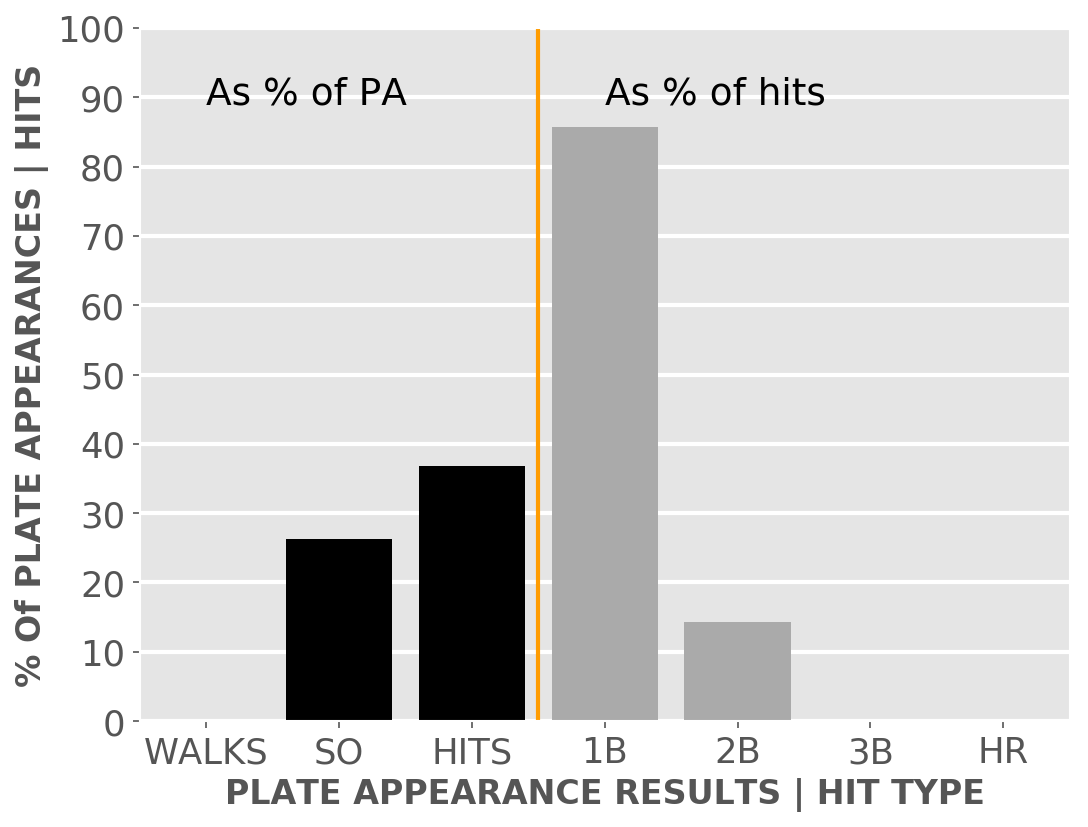 100
90
80
70
60
50
40
30
20
10
0
% Of PLATE APPEARANCES | HITS
As % of PA
As % of hits
WALKS SO HITS 1B 2B 3B HR
PLATE APPEARANCE RESULTS | HIT TYPE